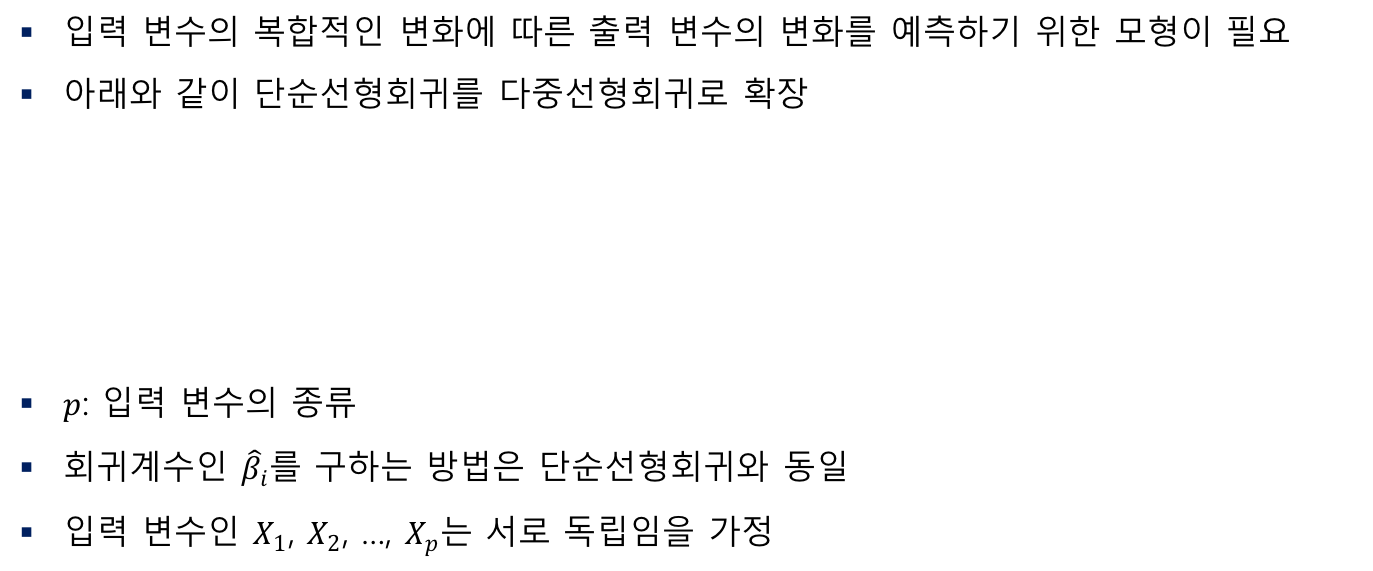 ▪ 입력 변수의 복합적인 변화에 따른 출력 변수의 변화를 예측하기 위한 모형이 필요
▪ 아래와 같이 단순선형회귀를 다중선형회귀로 확장
▪ p: 입력 변수의 종류
▪ 회귀계수인 β̂ᵢ를 구하는 방법은 단순선형회귀와 동일
▪ 입력 변수인 X₁, X₂, …, Xₚ는 서로 독립임을 가정